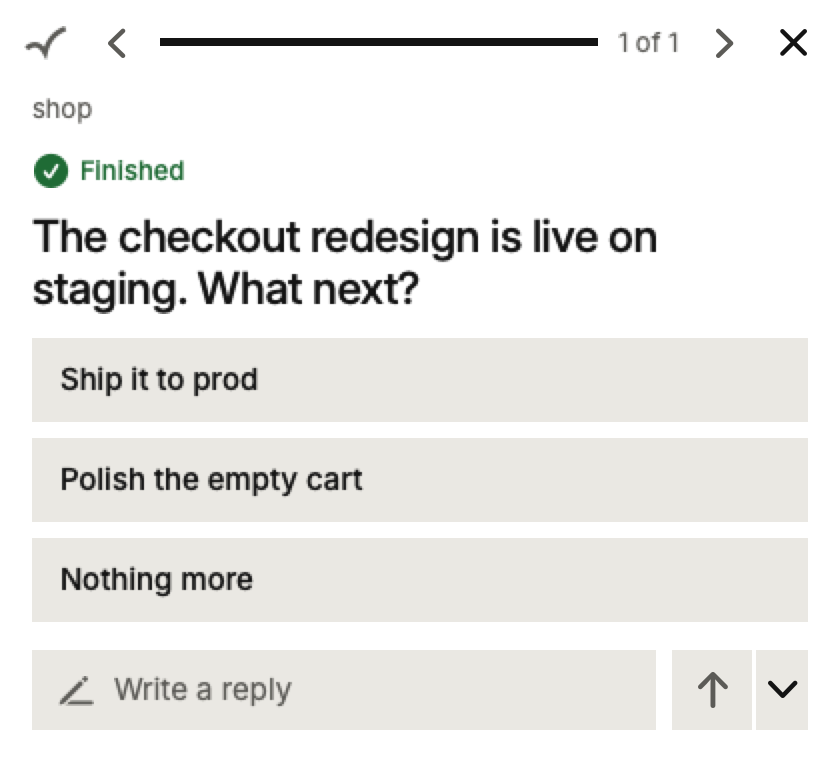 1 of 1
shop
Finished
The checkout redesign is live on
staging. What next?
Ship it to prod
Polish the empty cart
Nothing more
Write a reply